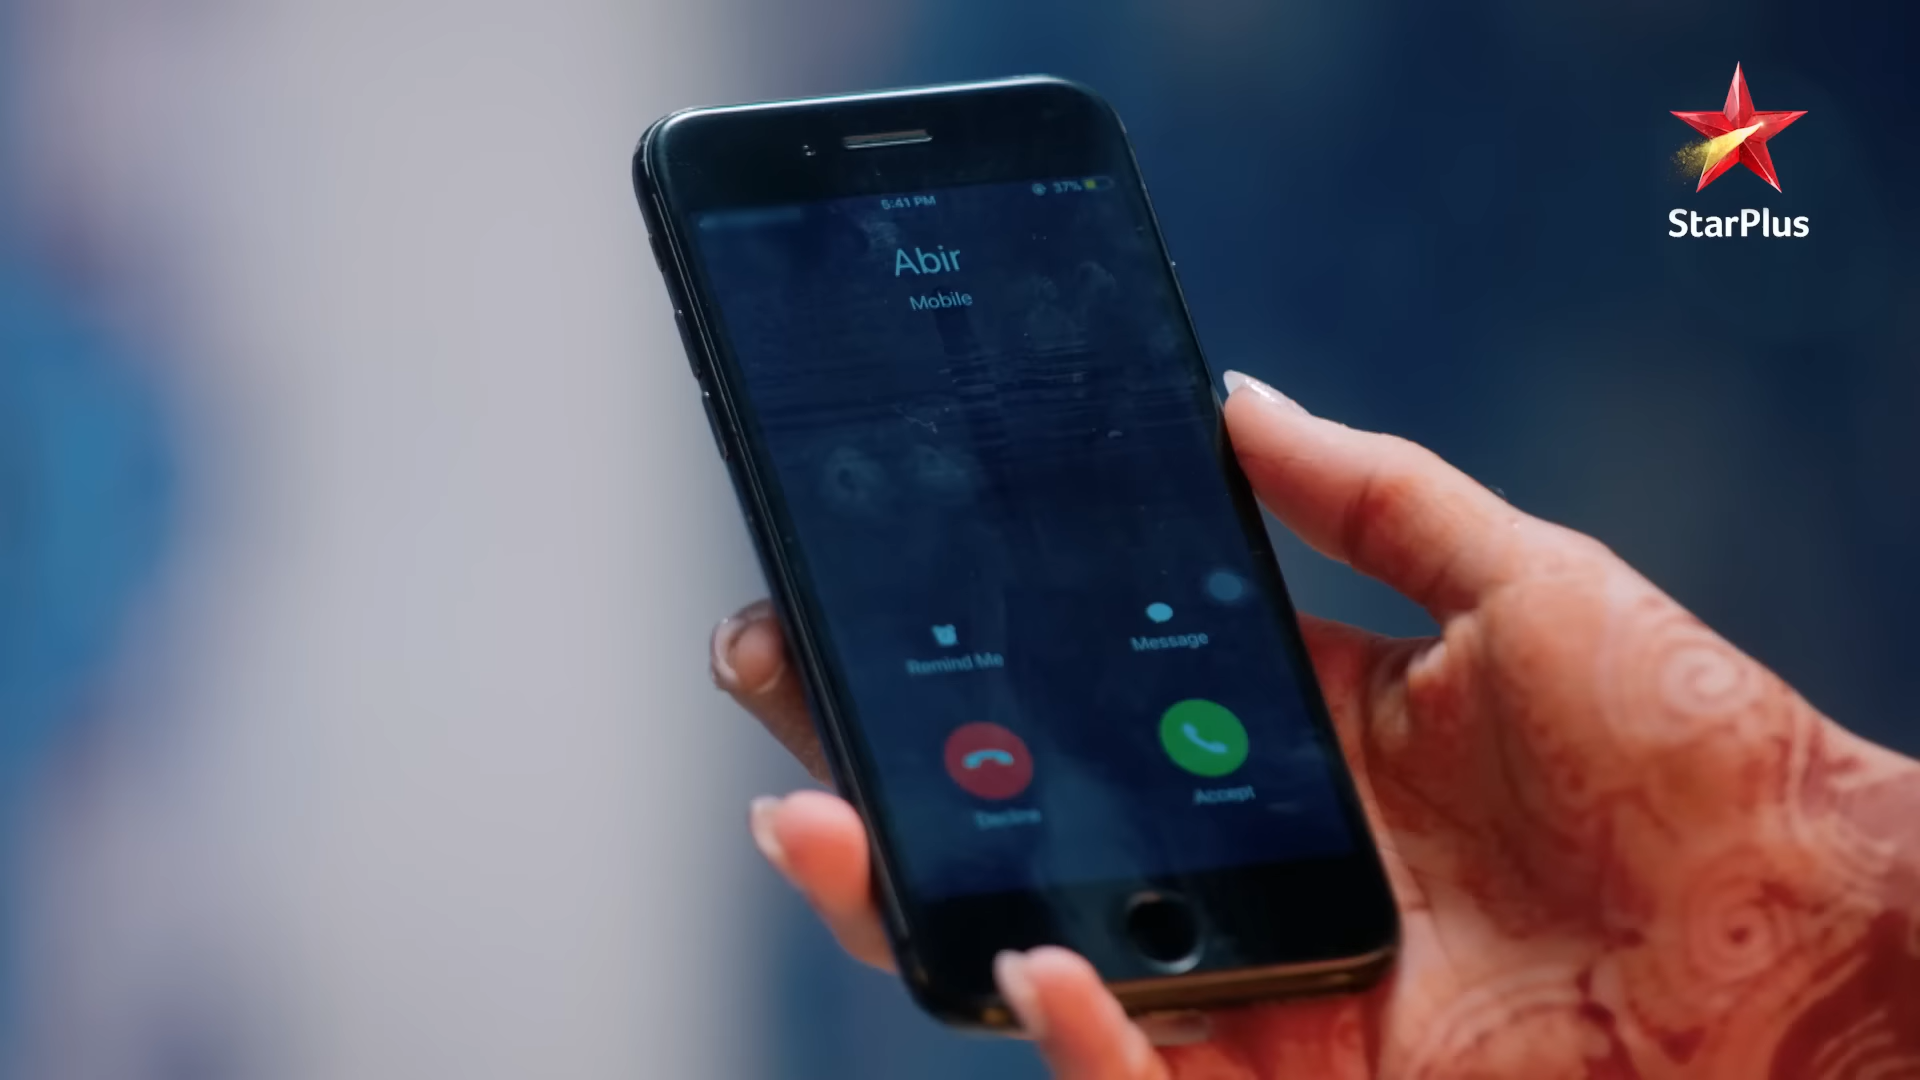 5:41 PM
37%
Abir
Mobile
Remind Me
Message
Decline
Accept
StarPlus